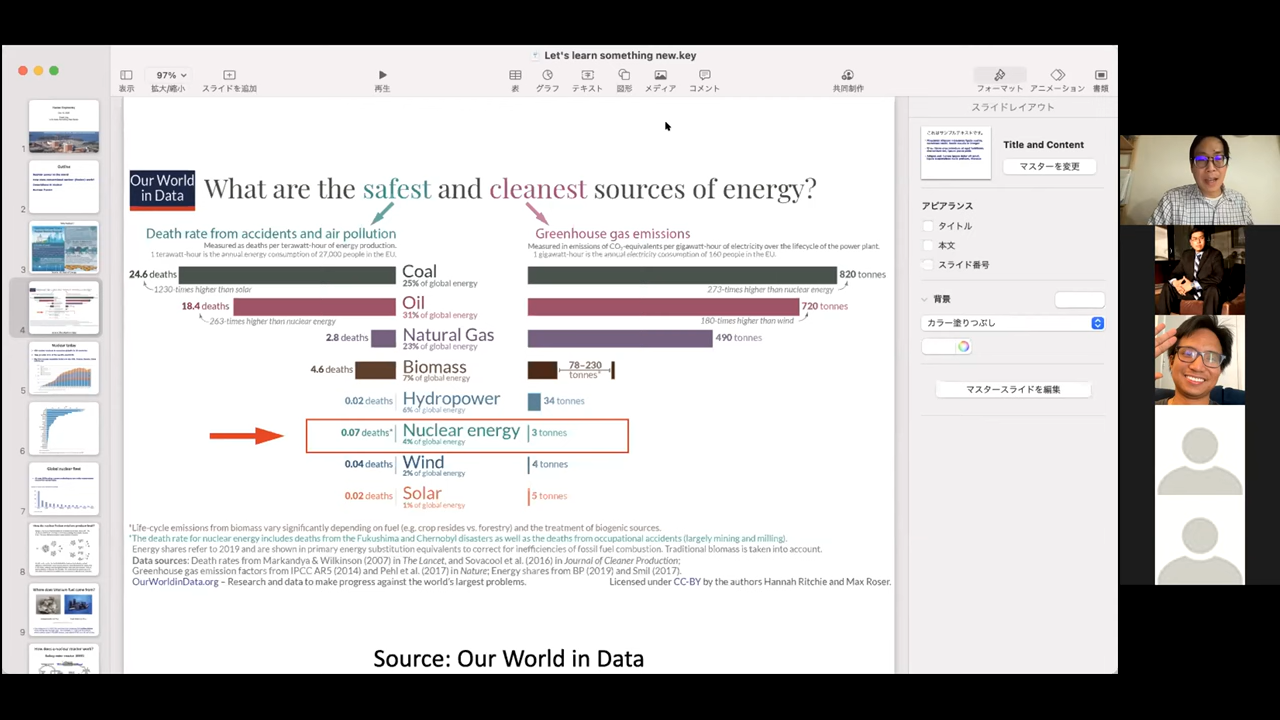 Let's learn something new.key
97%
表示
拡大/縮小
スライドを追加
再生
表
グラフ
テキスト
図形
メディア
コメント
共同制作
フォーマット
アニメーション
書類
1
2
Outline
3
4
5
6
7
Global nuclear fleet
8
9
Our World
in Data
What are the safest and cleanest sources of energy?
Death rate from accidents and air pollution
Measured as deaths per terawatt-hour of energy production.
1 terawatt-hour is the annual energy consumption of 27,000 people in the EU.
Greenhouse gas emissions
Measured in emissions of CO₂-equivalents per gigawatt-hour of electricity over the lifecycle of the power plant.
1 gigawatt-hour is the annual electricity consumption of 160 people in the EU.
24.6 deaths
Coal
25% of global energy
820 tonnes
1230-times higher than solar
273-times higher than nuclear energy
18.4 deaths
Oil
31% of global energy
720 tonnes
263-times higher than nuclear energy
180-times higher than wind
2.8 deaths
Natural Gas
23% of global energy
490 tonnes
4.6 deaths
Biomass
7% of global energy
78–230
tonnes*
0.02 deaths
Hydropower
6% of global energy
34 tonnes
0.07 deaths*
Nuclear energy
4% of global energy
3 tonnes
0.04 deaths
Wind
2% of global energy
4 tonnes
0.02 deaths
Solar
1% of global energy
5 tonnes
*Life-cycle emissions from biomass vary significantly depending on fuel (e.g. crop resides vs. forestry) and the treatment of biogenic sources.
*The death rate for nuclear energy includes deaths from the Fukushima and Chernobyl disasters as well as the deaths from occupational accidents (largely mining and milling).
Energy shares refer to 2019 and are shown in primary energy substitution equivalents to correct for inefficiencies of fossil fuel combustion. Traditional biomass is taken into account.
Data sources: Death rates from Markandya & Wilkinson (2007) in The Lancet, and Sovacool et al. (2016) in Journal of Cleaner Production;
Greenhouse gas emission factors from IPCC AR5 (2014) and Pehl et al. (2017) in Nature; Energy shares from BP (2019) and Smil (2017).
OurWorldinData.org – Research and data to make progress against the world's largest problems.
Licensed under CC-BY by the authors Hannah Ritchie and Max Roser.
Source: Our World in Data
スライドレイアウト
Title and Content
マスターを変更
アピアランス
タイトル
本文
スライド番号
背景
カラー塗りつぶし
マスタースライドを編集